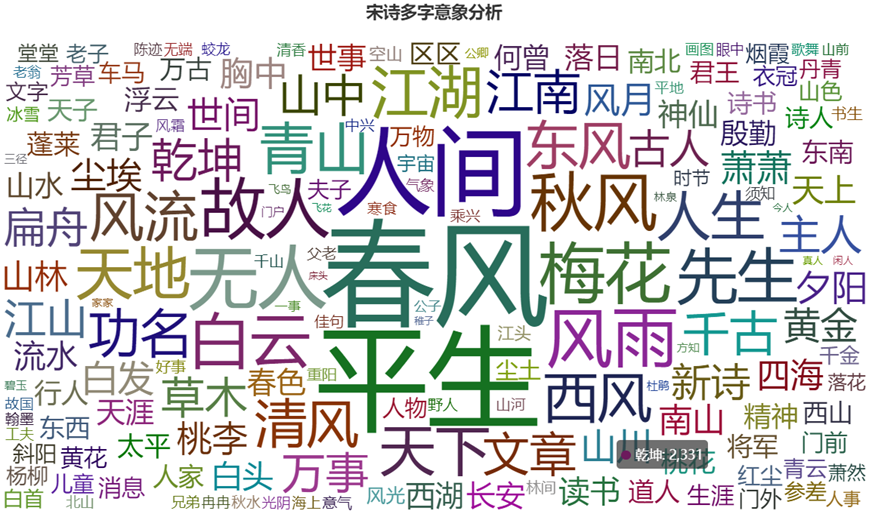 宋诗多字意象分析
堂堂 老子 陈迹 无端 蛟龙 清香 世事 空山 区区 公卿 何曾 落日 南北 画图 眼中 烟霞 歌舞 山前
老翁 芳草 车马 万古 胸中 山中 江湖 江南 风月 平地 君王 衣冠 丹青
文字 浮云 世间 神仙 诗书 山色
冰雪 天子 风霜 中兴 万物 东风 古人 殷勤 诗人 书生
蓬莱 君子 乾坤 青山 人间 宇宙 萧萧 东南
三径 山水 尘埃 飞鸟 夫子 气象 秋风 时节 须知 天上
扁舟 风流 故人 门户 飞花 寒食 乘兴 林泉 人生 今人 主人
山林 天地 无人 千山 父老 床头 春风 梅花 先生 真人 闲人 夕阳
江山 家家 功名 一事 佳句 公子 稚子 风雨 千古 黄金
流水 白云 平生 江头 方知 千金
碧玉 行人 白发 好事 春色 重阳 尘土 西风 杜鹃 新诗 四海 落花
故国 翰墨 东西 天涯 草木 清风 人物 野人 山河 南山 精神 西山
工夫 斜阳 黄花 太平 桃李 天下 文章 山川 将军 门前
乾坤: 2,331
杨柳 儿童 消息 人家 白头 万事 桃花 红尘 青云 萧然
白首 北山 兄弟 冉冉 秋水 光阴 海上 意气 风光 西湖 长安 林间 读书 道人 生涯 门外 参差 人事